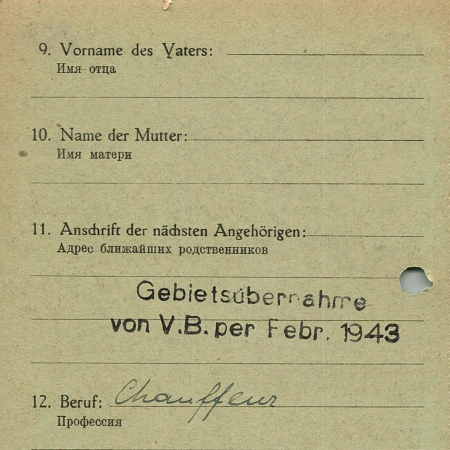 9. Vorname des Vaters:
Имя отца
10. Name der Mutter:
Имя матери
11. Anschrift der nächsten Angehörigen:
Адрес ближайших родственников
Gebietsübernahme
von V.B. per Febr. 1943
12. Beruf: Chauffeur
Профессия